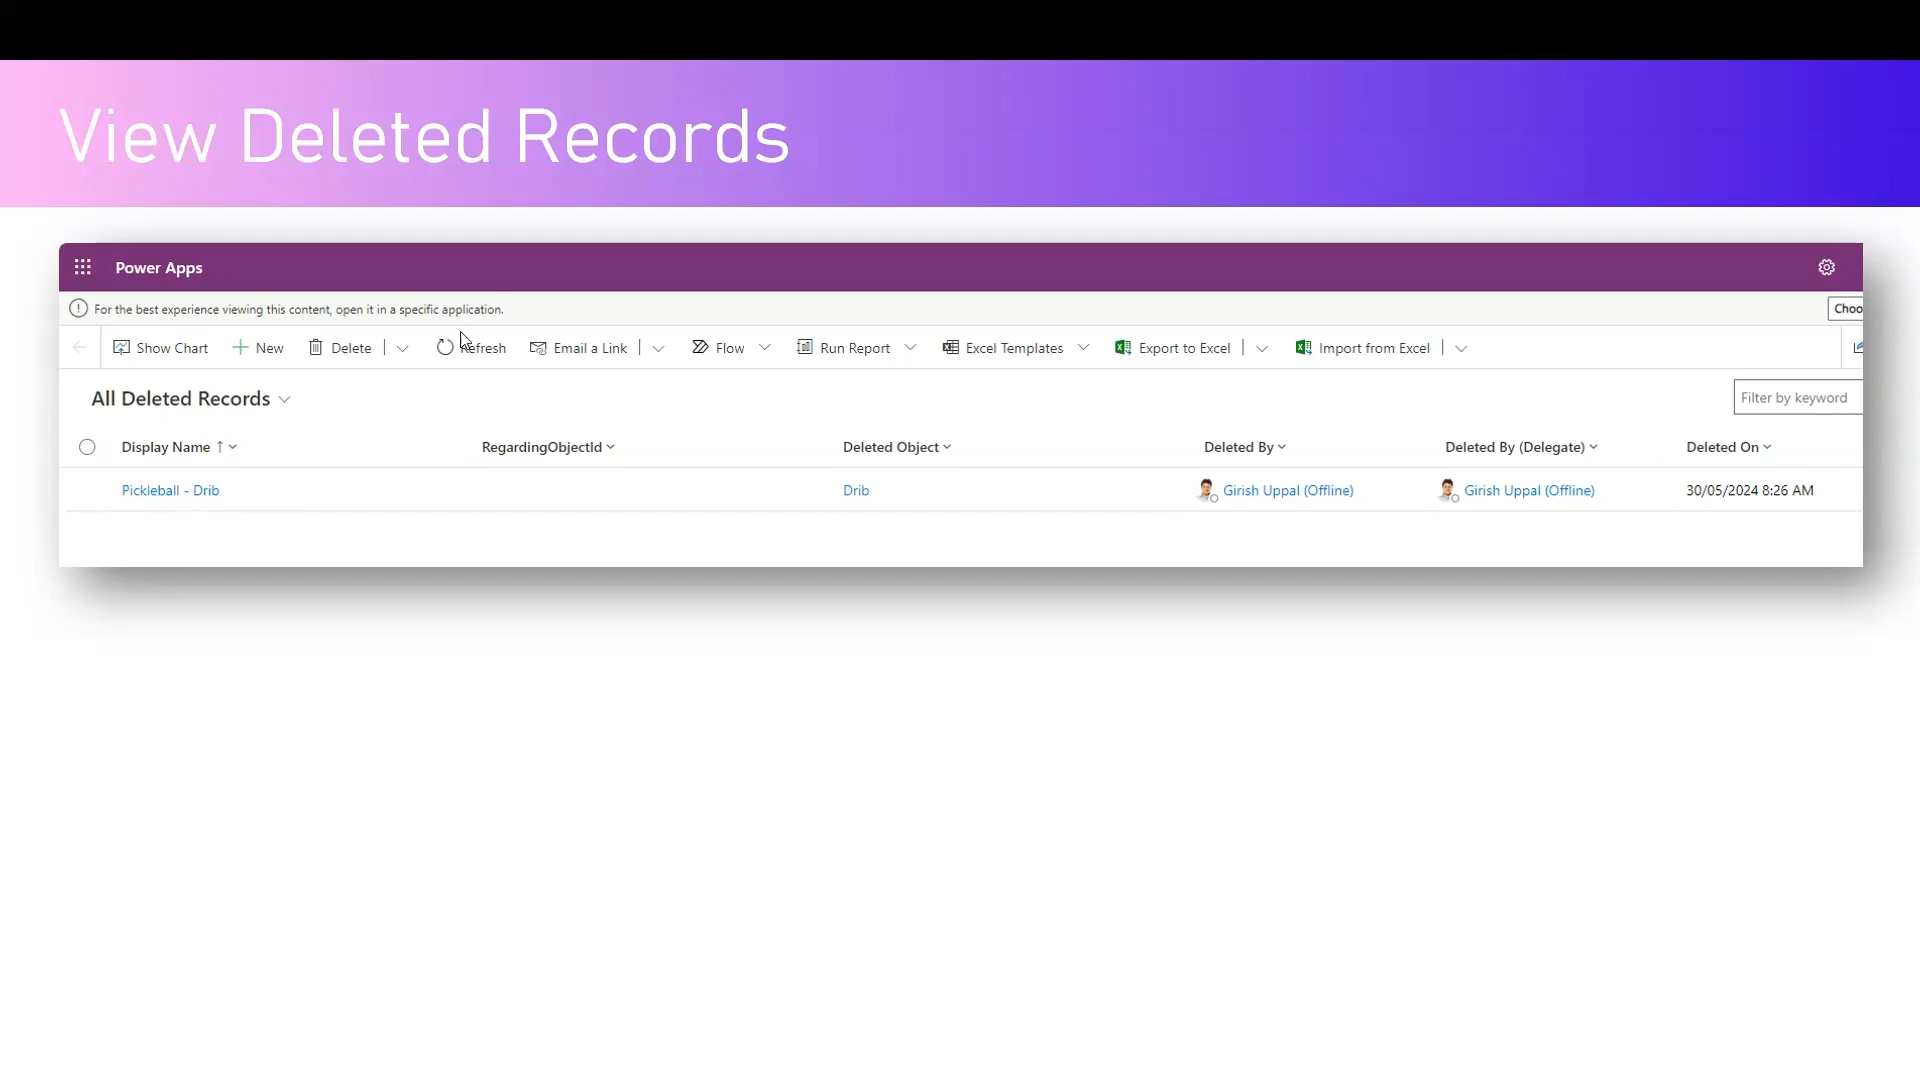 View Deleted Records
Power Apps
For the best experience viewing this content, open it in a specific application.
Choo
Show Chart New Delete Refresh Email a Link Flow Run Report Excel Templates Export to Excel Import from Excel
All Deleted Records
Filter by keyword
Display Name RegardingObjectId Deleted Object Deleted By Deleted By (Delegate) Deleted On
Pickleball - Drib Drib Girish Uppal (Offline) Girish Uppal (Offline) 30/05/2024 8:26 AM